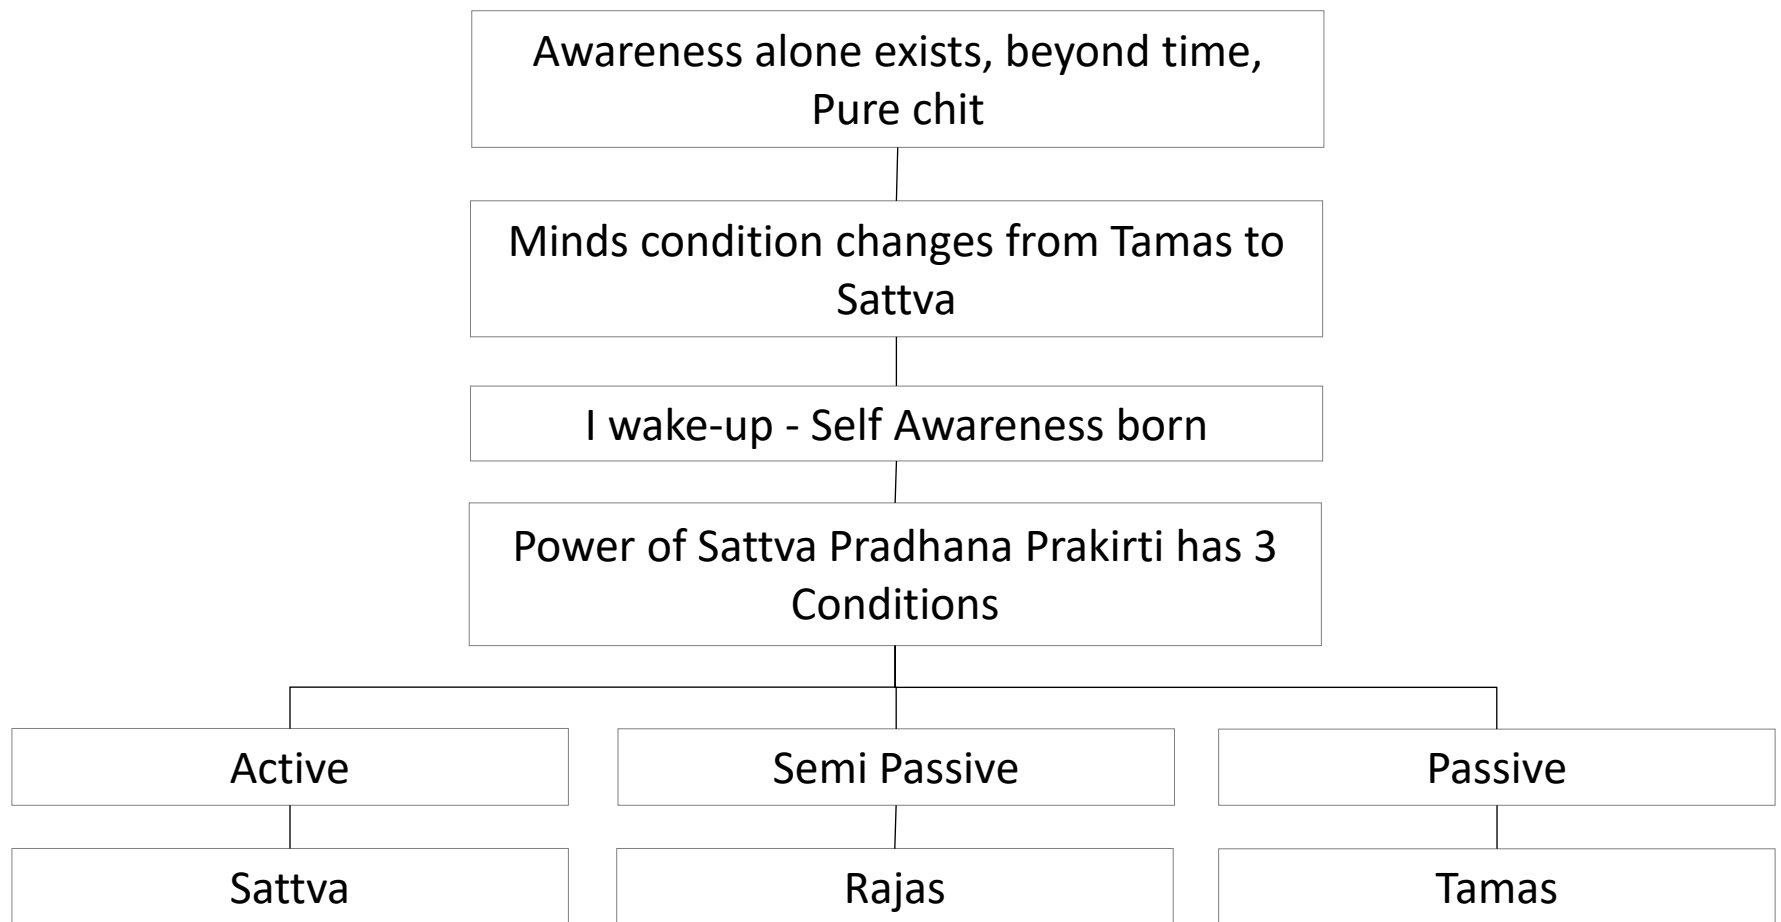 Awareness alone exists, beyond time,
Pure chit
Minds condition changes from Tamas to
Sattva
I wake-up - Self Awareness born
Power of Sattva Pradhana Prakirti has 3
Conditions
Active
Semi Passive
Passive
Sattva
Rajas
Tamas